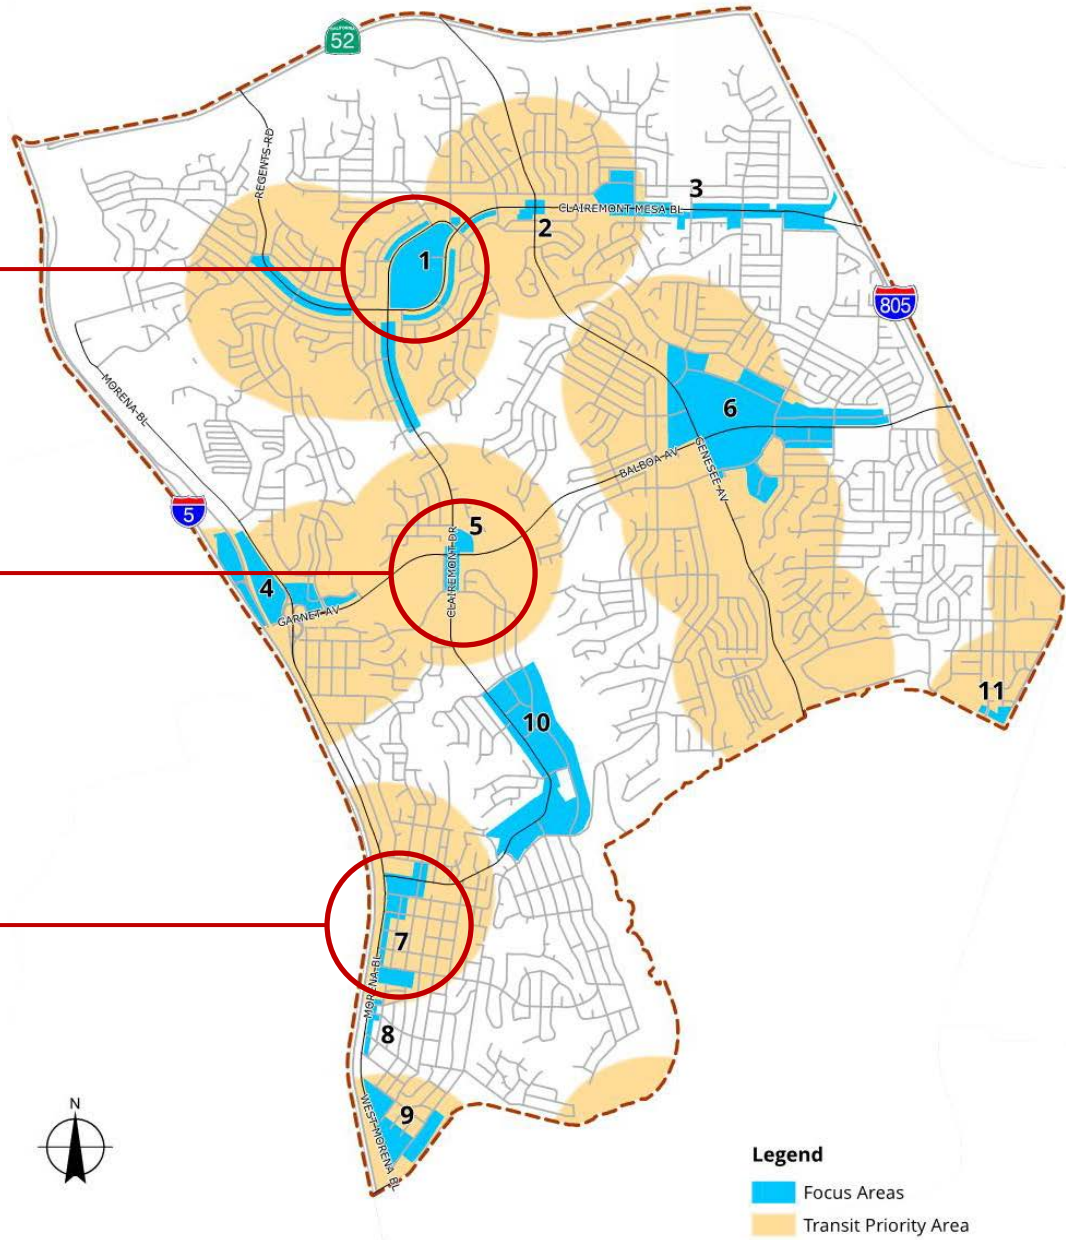 CALIFORNIA
52
REGENTS RD
3
CLAIREMONT MESA BL
2
1
805
MORENA BL
6
BALBOA AV
GENESEE AV
5
5
CLAIREMONT DR
4
GARNET AV
11
10
7
MORENA BL
8
9
WEST MORENA BL
N
Legend
Focus Areas
Transit Priority Area